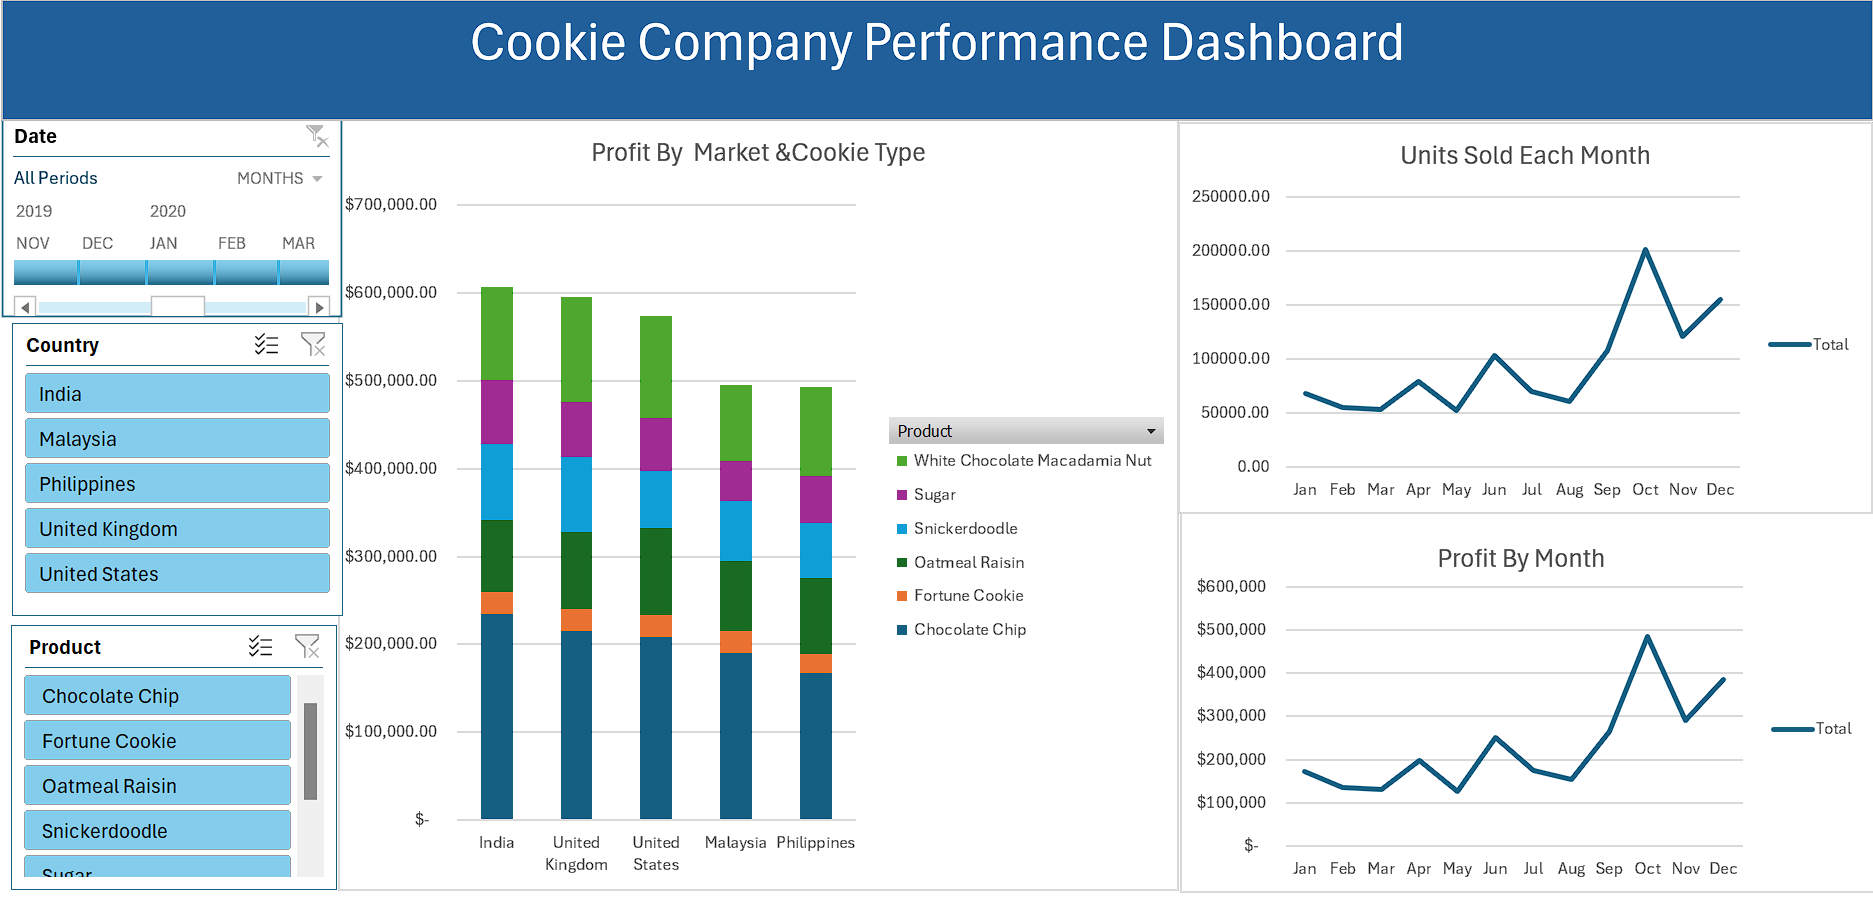 Cookie Company Performance Dashboard
Date
All Periods
MONTHS
2019
2020
NOV
DEC
JAN
FEB
MAR
Country
India
Malaysia
Philippines
United Kingdom
United States
Product
Chocolate Chip
Fortune Cookie
Oatmeal Raisin
Snickerdoodle
Sugar
Profit By  Market &Cookie Type
$700,000.00
$600,000.00
$500,000.00
$400,000.00
$300,000.00
$200,000.00
$100,000.00
$-
India
United
Kingdom
United
States
Malaysia
Philippines
Product
White Chocolate Macadamia Nut
Sugar
Snickerdoodle
Oatmeal Raisin
Fortune Cookie
Chocolate Chip
Units Sold Each Month
250000.00
200000.00
150000.00
100000.00
50000.00
0.00
Jan Feb Mar Apr May Jun Jul Aug Sep Oct Nov Dec
Total
Profit By Month
$600,000
$500,000
$400,000
$300,000
$200,000
$100,000
$-
Jan Feb Mar Apr May Jun Jul Aug Sep Oct Nov Dec
Total